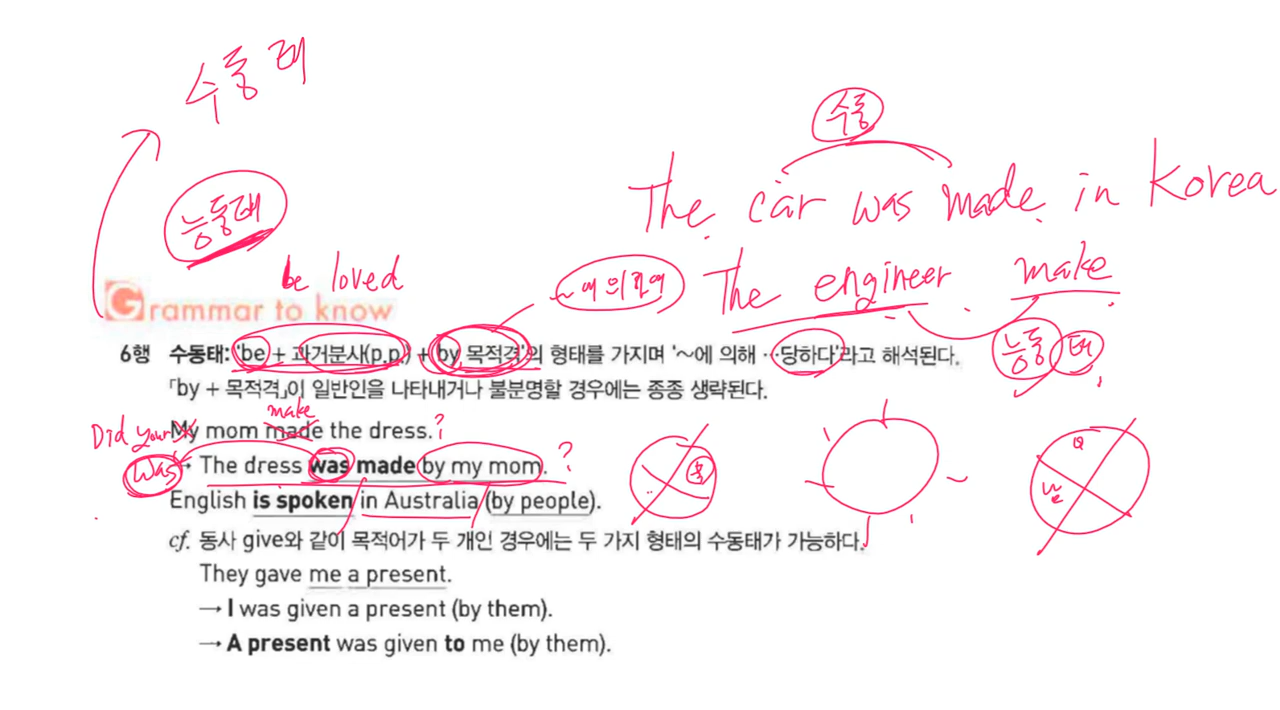 수동태
수동
The car was made in Korea
능동태
be loved
~에 의하여
The engineer make
Grammar to know
능동태
6행 수동태: 'be + 과거분사(p.p.) + by 목적격'의 형태를 가지며 '~에 의해 …당하다'라고 해석된다.
「by + 목적격」이 일반인을 나타내거나 불분명할 경우에는 종종 생략된다.
make
Did your My mom made the dress.?
Was → The dress was made by my mom. ?
English is spoken in Australia (by people).
cf. 동사 give와 같이 목적어가 두 개인 경우에는 두 가지 형태의 수동태가 가능하다.
They gave me a present.
→ I was given a present (by them).
→ A present was given to me (by them).